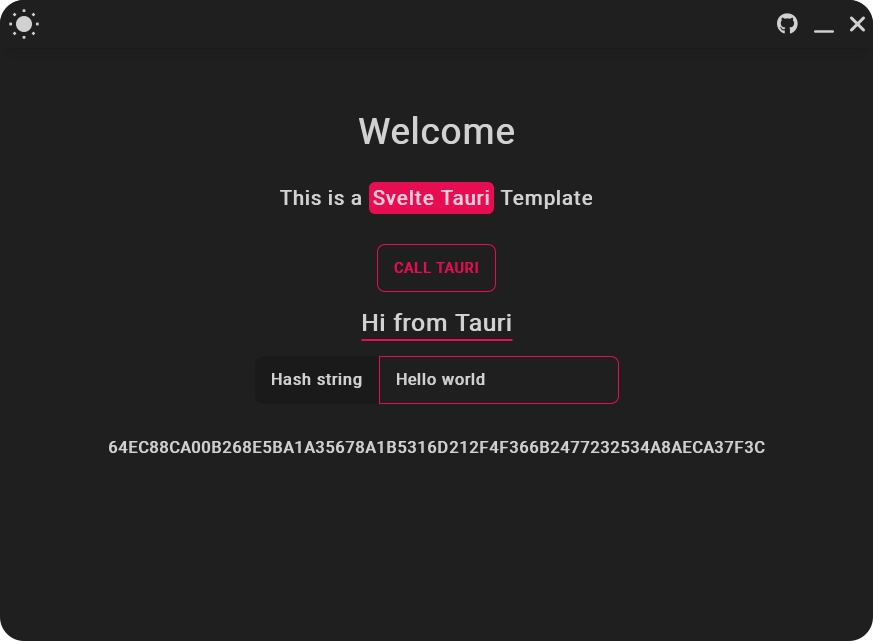 Welcome
This is a Svelte Tauri Template
CALL TAURI
Hi from Tauri
Hash string Hello world
64EC88CA00B268E5BA1A35678A1B5316D212F4F366B2477232534A8AECA37F3C